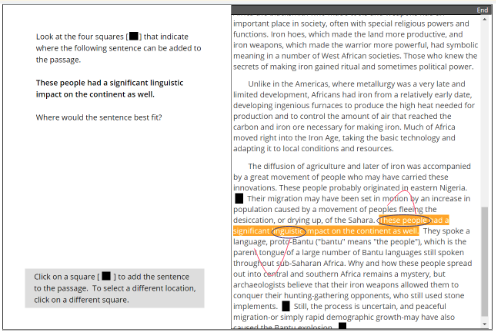 End
Look at the four squares [■] that indicate
where the following sentence can be added to
the passage.
These people had a significant linguistic
impact on the continent as well.
Where would the sentence best fit?
Click on a square [■] to add the sentence
to the passage. To select a different location,
click on a different square.
important place in society, often with special religious powers and
functions. Iron hoes, which made the land more productive, and
iron weapons, which made the warrior more powerful, had symbolic
meaning in a number of West African societies. Those who knew the
secrets of making iron gained ritual and sometimes political power.
Unlike in the Americas, where metallurgy was a very late and
limited development, Africans had iron from a relatively early date,
developing ingenious furnaces to produce the high heat needed for
production and to control the amount of air that reached the
carbon and iron ore necessary for making iron. Much of Africa
moved right into the Iron Age, taking the basic technology and
adapting it to local conditions and resources.
The diffusion of agriculture and later of iron was accompanied
by a great movement of people who may have carried these
innovations. These people probably originated in eastern Nigeria.
■ Their migration may have been set in motion by an increase in
population caused by a movement of peoples fleeing the
desiccation, or drying up, of the Sahara. These people had a
significant linguistic impact on the continent as well. They spoke a
language, proto-Bantu ("bantu" means "the people"), which is the
parent tongue of a large number of Bantu languages still spoken
throughout sub-Saharan Africa. Why and how these people spread
out into central and southern Africa remains a mystery, but
archaeologists believe that their iron weapons allowed them to
conquer their hunting-gathering opponents, who still used stone
implements. ■ Still, the process is uncertain, and peaceful
migration-or simply rapid demographic growth-may have also
caused the Bantu explosion. ■